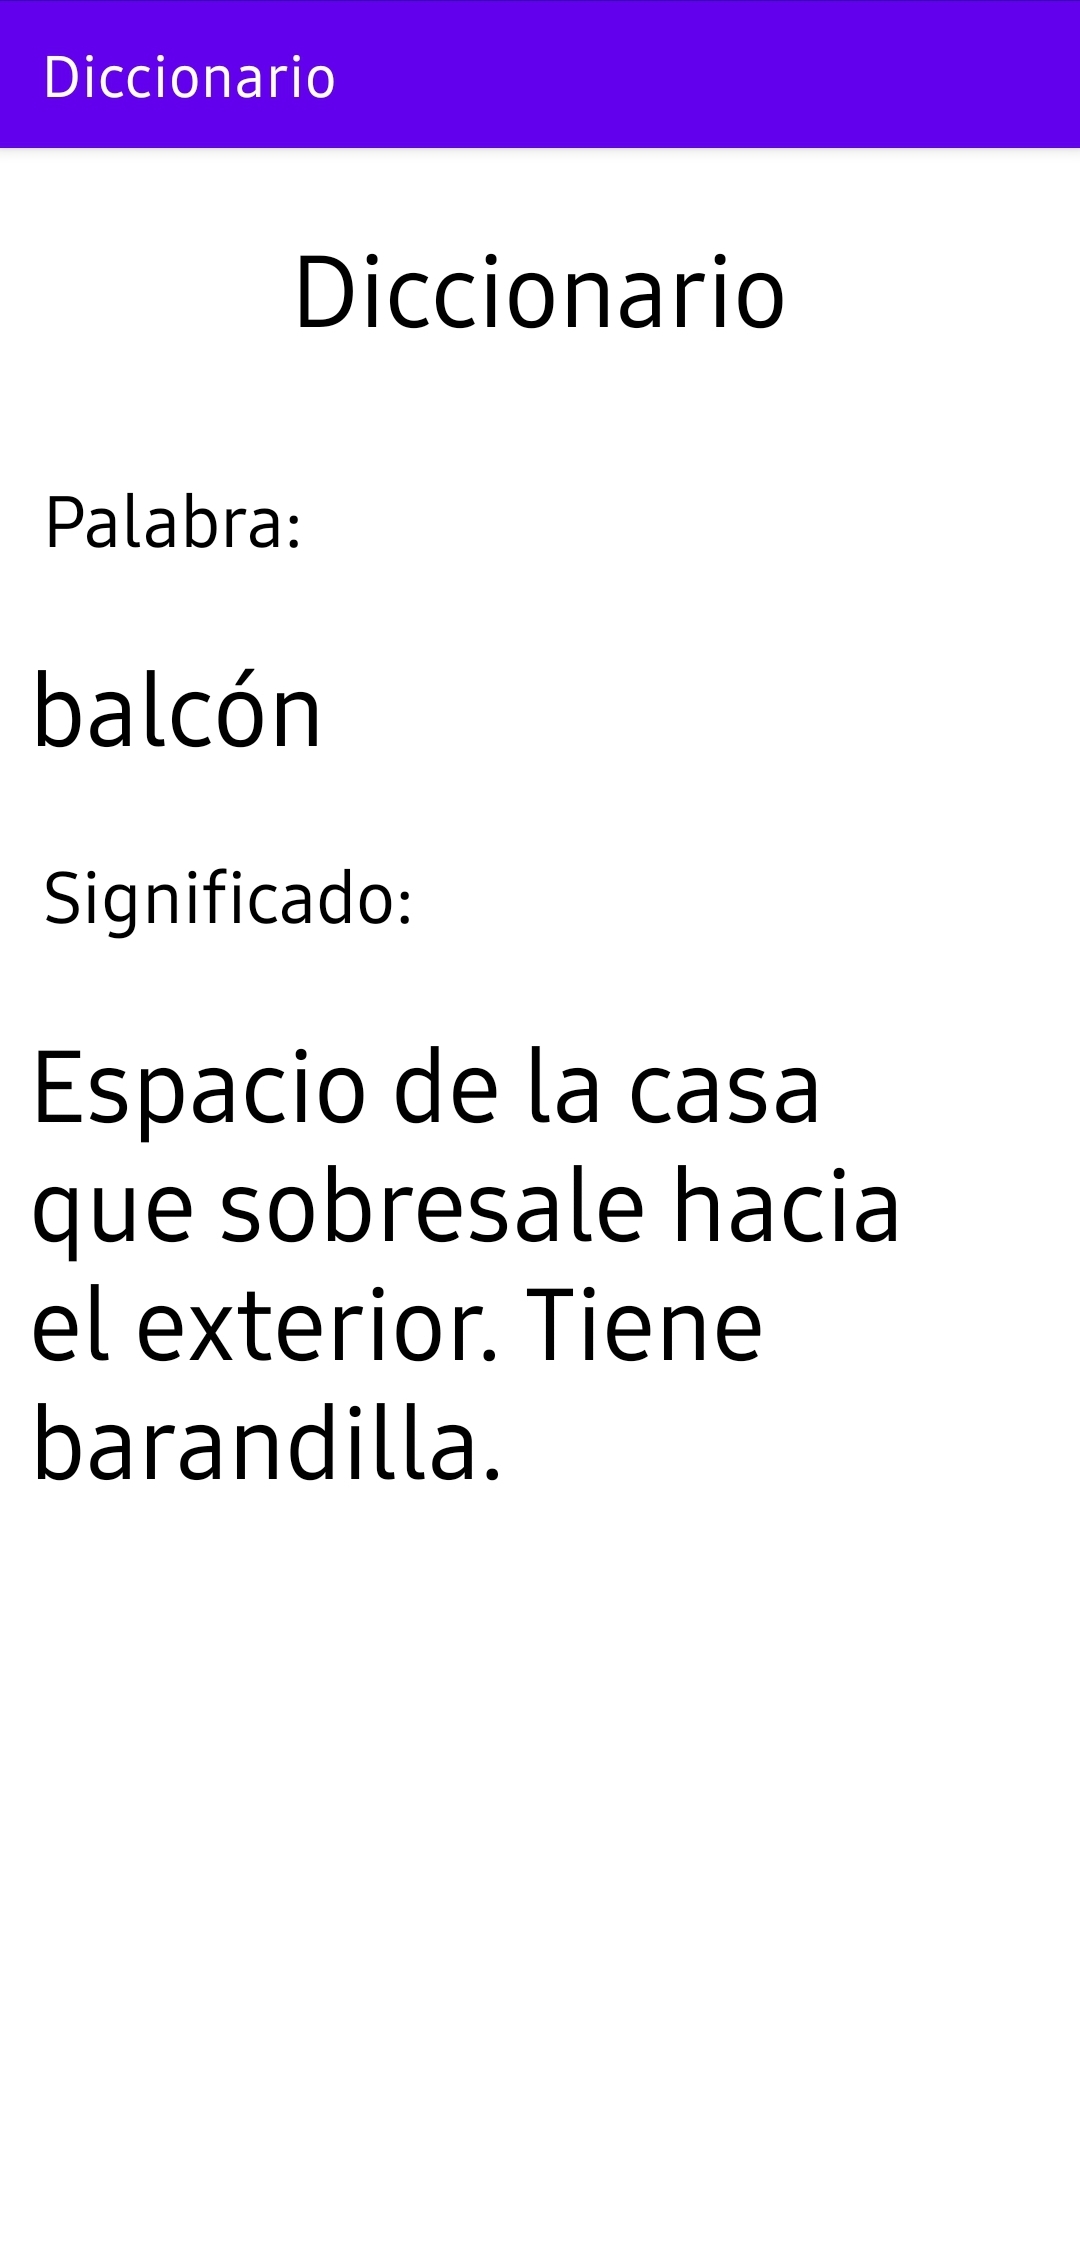 Diccionario
Diccionario
Palabra:
balcón
Significado:
Espacio de la casa
que sobresale hacia
el exterior. Tiene
barandilla.